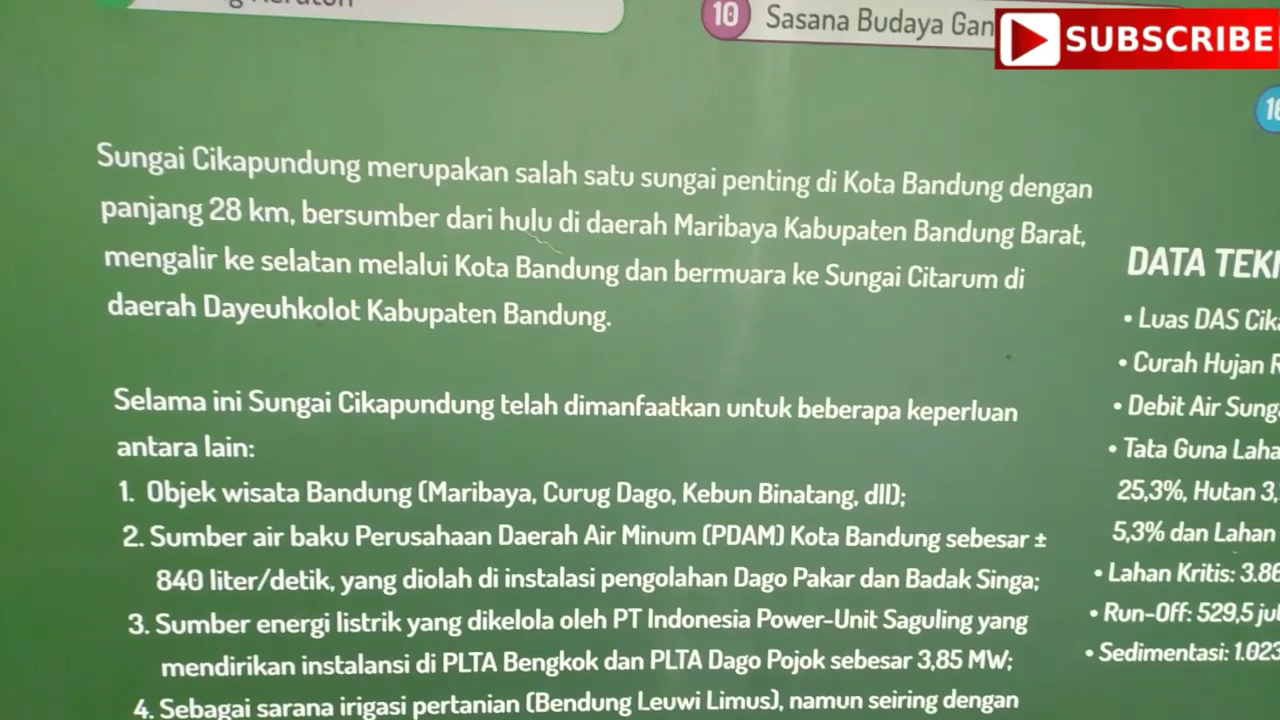 10 Sasana Budaya Gan
SUBSCRIBE
Sungai Cikapundung merupakan salah satu sungai penting di Kota Bandung dengan
panjang 28 km, bersumber dari hulu di daerah Maribaya Kabupaten Bandung Barat,
mengalir ke selatan melalui Kota Bandung dan bermuara ke Sungai Citarum di
daerah Dayeuhkolot Kabupaten Bandung.
Selama ini Sungai Cikapundung telah dimanfaatkan untuk beberapa keperluan
antara lain:
1. Objek wisata Bandung (Maribaya, Curug Dago, Kebun Binatang, dll);
2. Sumber air baku Perusahaan Daerah Air Minum (PDAM) Kota Bandung sebesar ±
840 liter/detik, yang diolah di instalasi pengolahan Dago Pakar dan Badak Singa;
3. Sumber energi listrik yang dikelola oleh PT Indonesia Power-Unit Saguling yang
mendirikan instalansi di PLTA Bengkok dan PLTA Dago Pojok sebesar 3,85 MW;
4. Sebagai sarana irigasi pertanian (Bendung Leuwi Limus), namun seiring dengan
DATA TEK
• Luas DAS Cik
• Curah Hujan R
• Debit Air Sung
• Tata Guna Laha
25,3%, Hutan 3,
5,3% dan Lahan
• Lahan Kritis: 3.86
• Run-Off: 529,5 ju
• Sedimentasi: 1.023